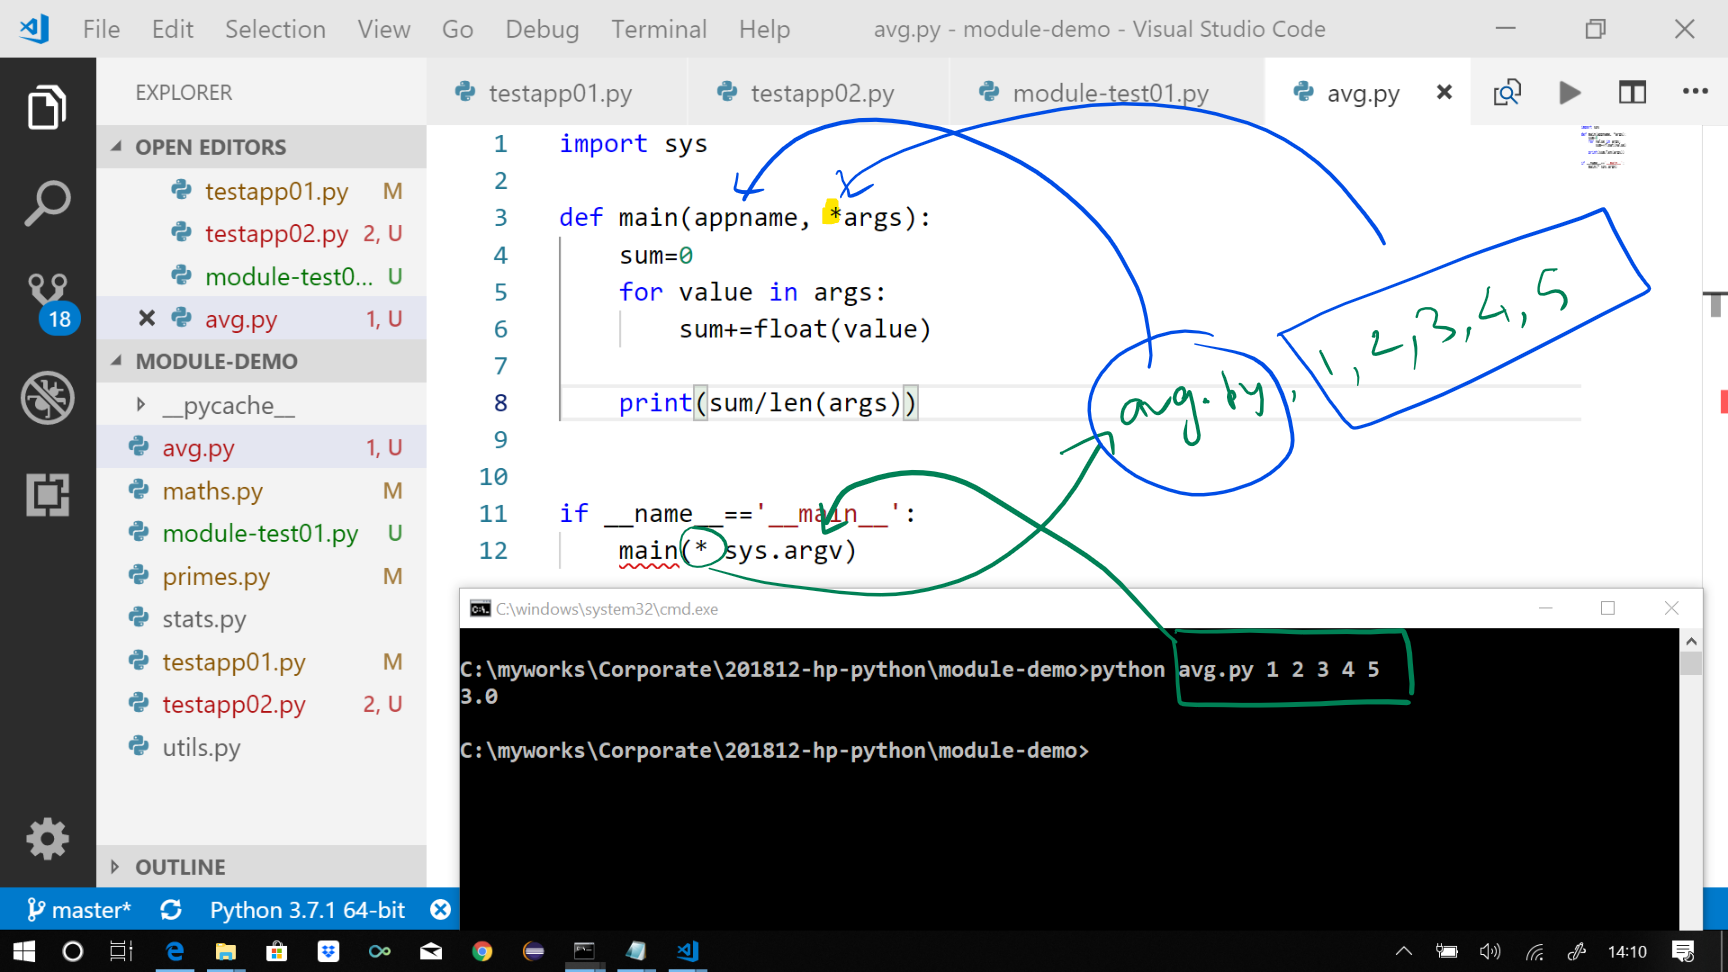 File Edit Selection View Go Debug Terminal Help avg.py - module-demo - Visual Studio Code
EXPLORER
OPEN EDITORS
testapp01.py M
testapp02.py 2, U
module-test0... U
avg.py 1, U
MODULE-DEMO
__pycache__
avg.py 1, U
maths.py M
module-test01.py U
primes.py M
stats.py
testapp01.py M
testapp02.py 2, U
utils.py
OUTLINE
18
testapp01.py testapp02.py module-test01.py avg.py
1 import sys
2
3 def main(appname, *args):
4 sum=0
5 for value in args:
6 sum+=float(value)
7
8 print(sum/len(args))
9
10
11 if __name__=='__main__':
12 main(* sys.argv)
avg.py, 1, 2, 3, 4, 5
C:\windows\system32\cmd.exe
C:\myworks\Corporate\201812-hp-python\module-demo>python avg.py 1 2 3 4 5
3.0
C:\myworks\Corporate\201812-hp-python\module-demo>
master* Python 3.7.1 64-bit
14:10